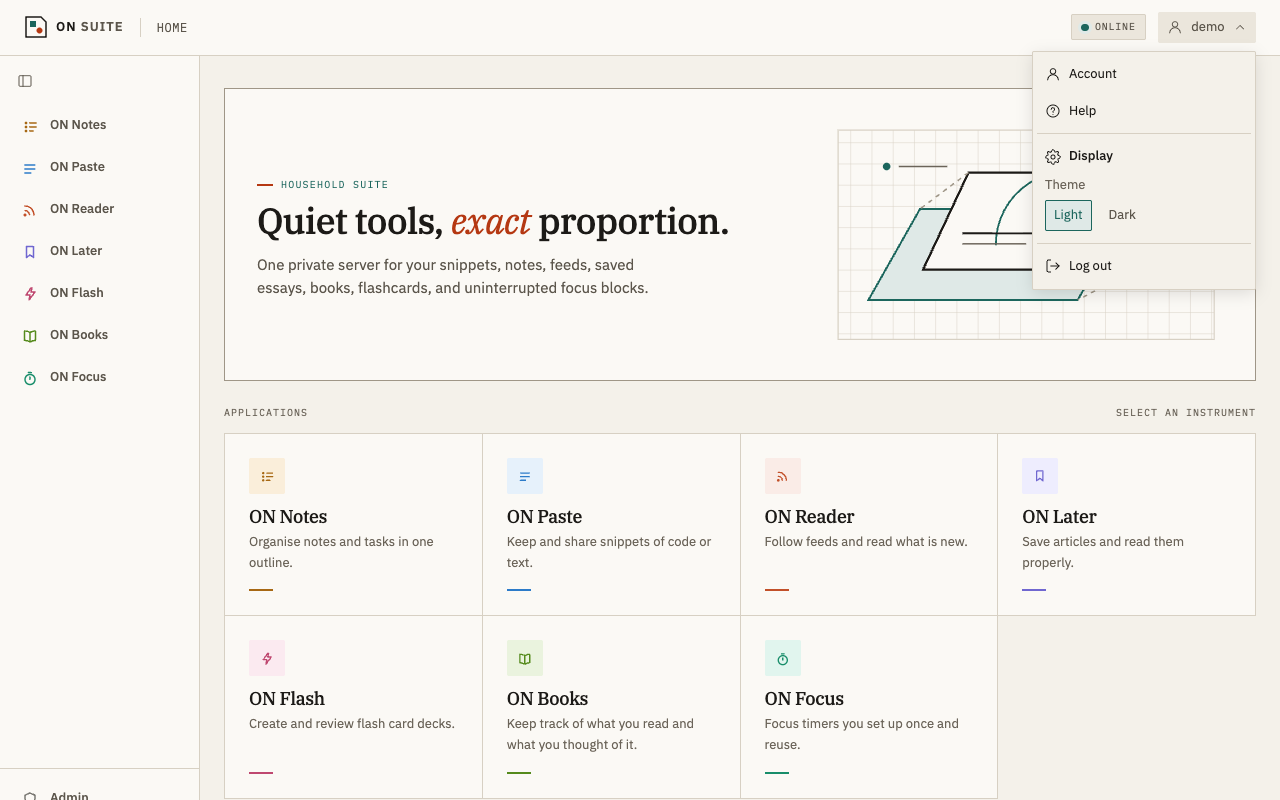 ON SUITE
HOME
ONLINE
demo
Account
Help
Display
Theme
Light
Dark
Log out
ON Notes
ON Paste
ON Reader
ON Later
ON Flash
ON Books
ON Focus
Admin
HOUSEHOLD SUITE
Quiet tools, exact proportion.
One private server for your snippets, notes, feeds, saved
essays, books, flashcards, and uninterrupted focus blocks.
APPLICATIONS
SELECT AN INSTRUMENT
ON Notes
Organise notes and tasks in one
outline.
ON Paste
Keep and share snippets of code or
text.
ON Reader
Follow feeds and read what is new.
ON Later
Save articles and read them
properly.
ON Flash
Create and review flash card decks.
ON Books
Keep track of what you read and
what you thought of it.
ON Focus
Focus timers you set up once and
reuse.